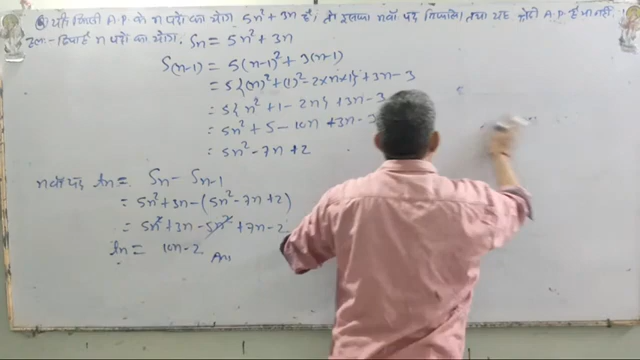 यदि किसी A.P. के n पदों का योग 5n² + 3n है, तो इसका nवाँ पद निकालें, तथा यह कोई A.P है या नहीं
हल:- दिया है n पदों का योग. Sn = 5n² + 3n
S(n-1) = 5(n-1)² + 3(n-1)
= 5{(n)² + (1)² - 2×n×1} + 3n - 3
= 5{n² + 1 - 2n} + 3n - 3
= 5n² + 5 - 10n + 3n -
= 5n² - 7n + 2
nवाँ पद tn = Sn - Sn-1
= 5n² + 3n - (5n² - 7n + 2)
= 5n² + 3n - 5n² + 7n - 2
tn = 10n - 2 Ans